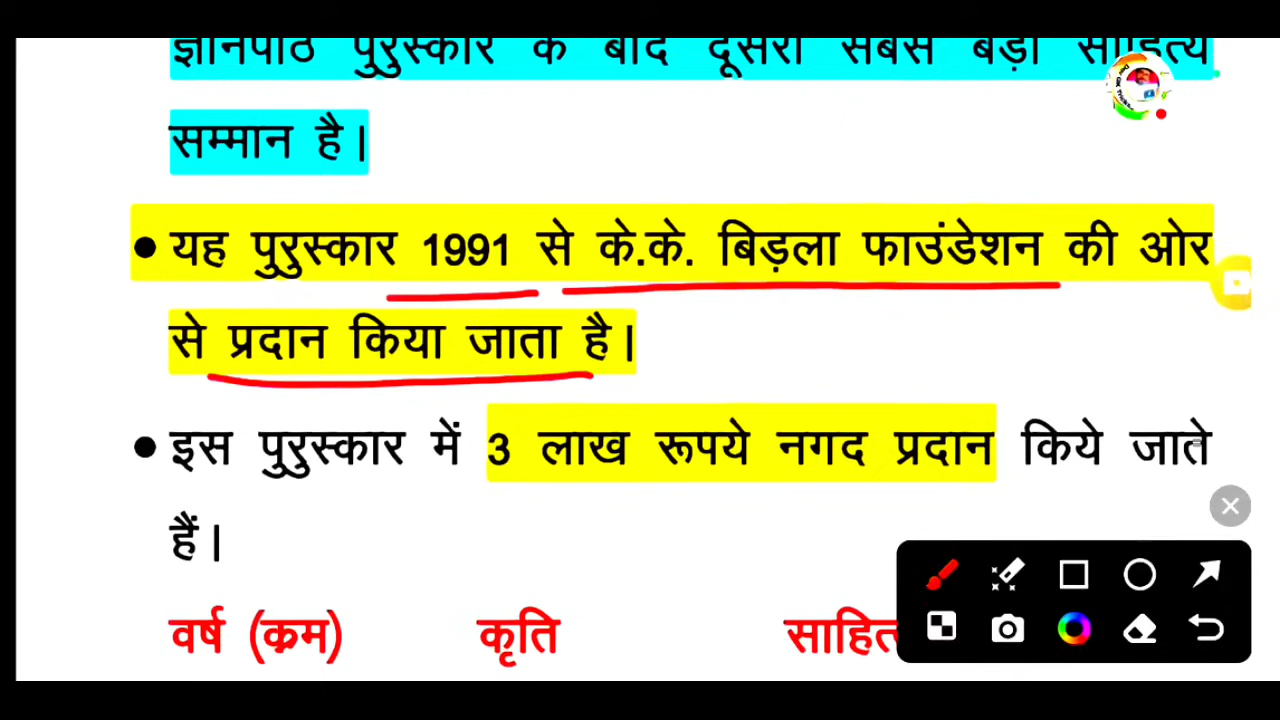 ज्ञानपीठ पुरुस्कार के बाद दूसरा सबसे बड़ा साहित्य
सम्मान है।
● यह पुरुस्कार 1991 से के.के. बिड़ला फाउंडेशन की ओर
से प्रदान किया जाता है।
● इस पुरुस्कार में 3 लाख रूपये नगद प्रदान किये जाते
हैं।
वर्ष (क्रम) कृति